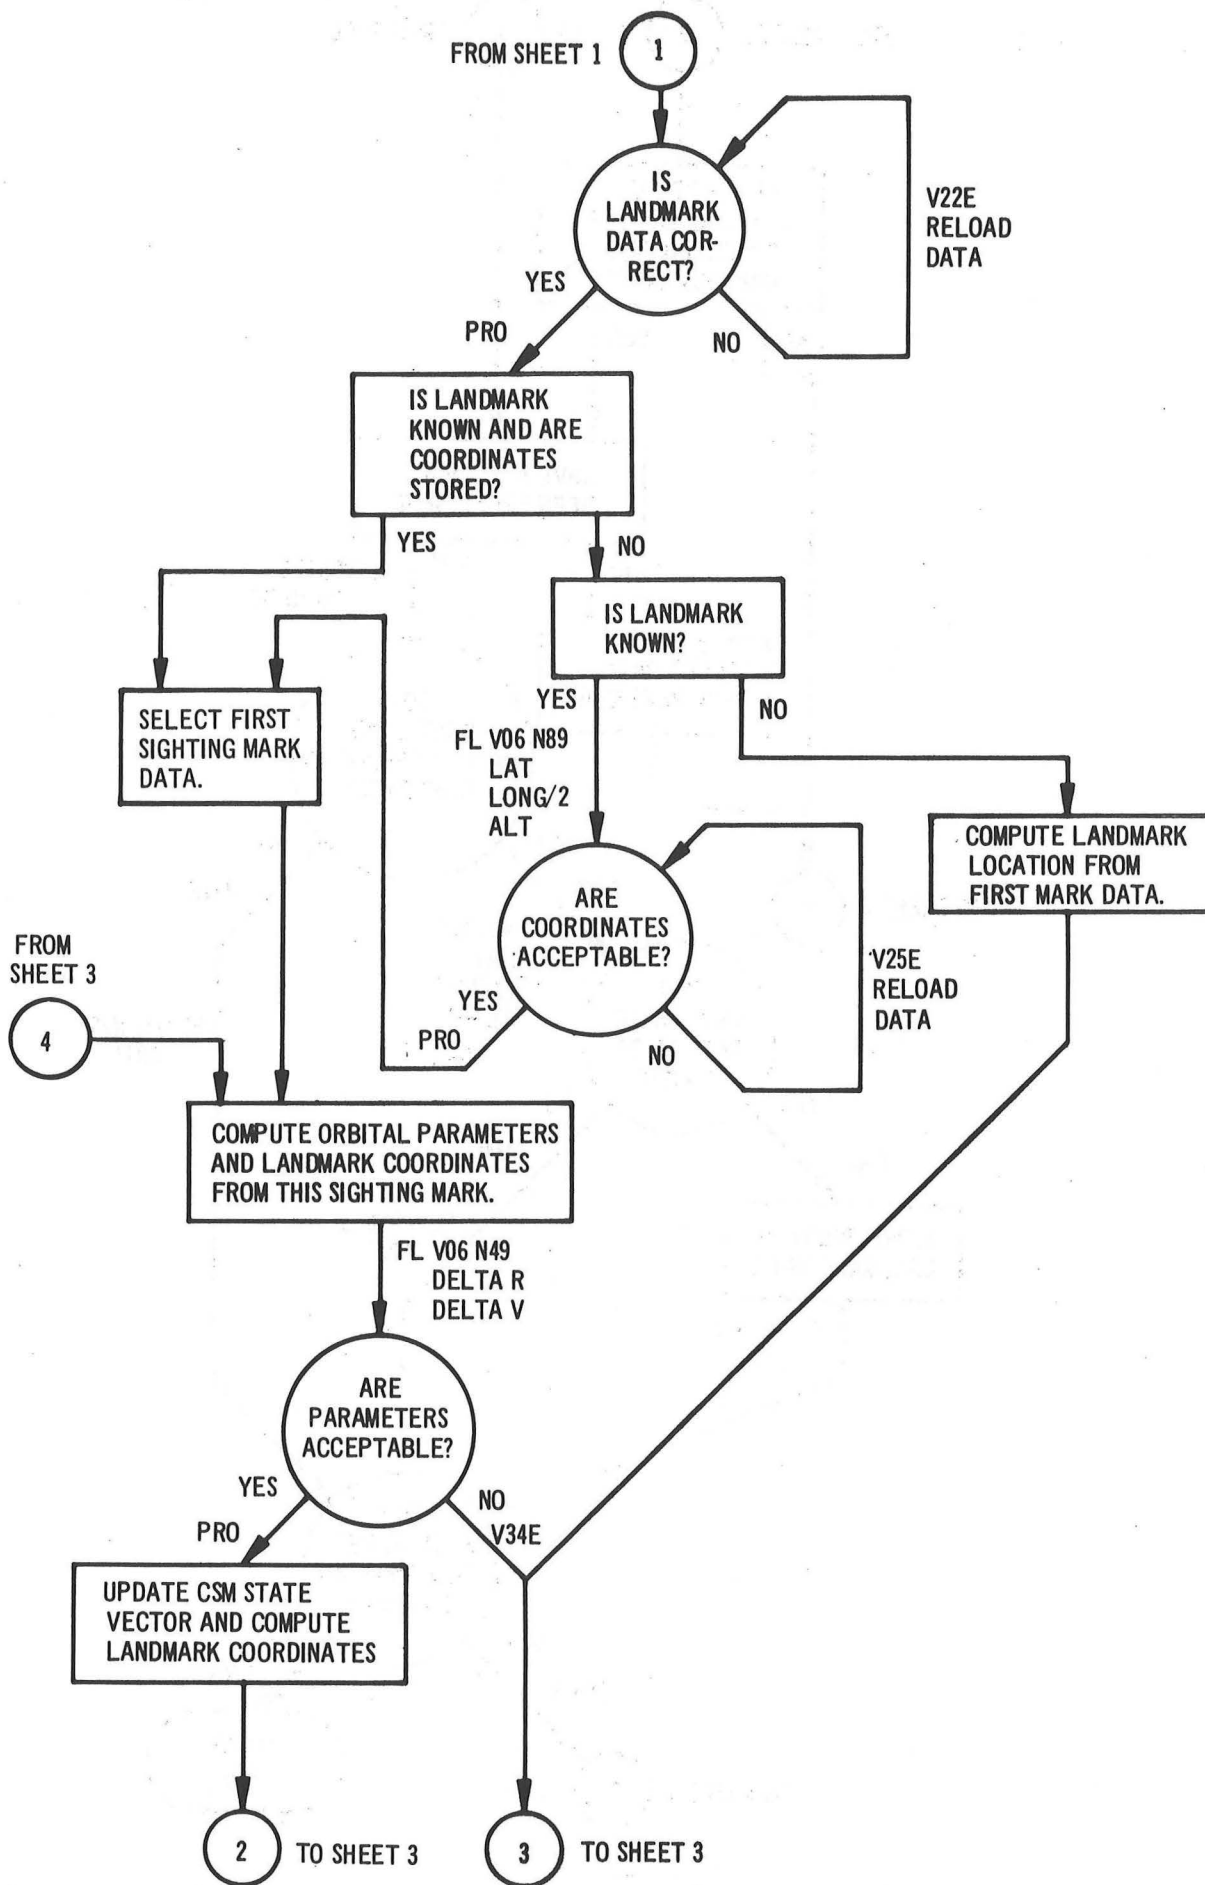 FROM SHEET 1
1
IS
LANDMARK
DATA COR-
RECT?
V22E
RELOAD
DATA
YES
PRO
NO
IS LANDMARK
KNOWN AND ARE
COORDINATES
STORED?
YES
NO
IS LANDMARK
KNOWN?
YES
NO
SELECT FIRST
SIGHTING MARK
DATA.
FL V06 N89
LAT
LONG/2
ALT
COMPUTE LANDMARK
LOCATION FROM
FIRST MARK DATA.
ARE
COORDINATES
ACCEPTABLE?
V25E
RELOAD
DATA
YES
PRO
NO
FROM
SHEET 3
4
COMPUTE ORBITAL PARAMETERS
AND LANDMARK COORDINATES
FROM THIS SIGHTING MARK.
FL V06 N49
DELTA R
DELTA V
ARE
PARAMETERS
ACCEPTABLE?
YES
PRO
NO
V34E
UPDATE CSM STATE
VECTOR AND COMPUTE
LANDMARK COORDINATES
2
TO SHEET 3
3
TO SHEET 3